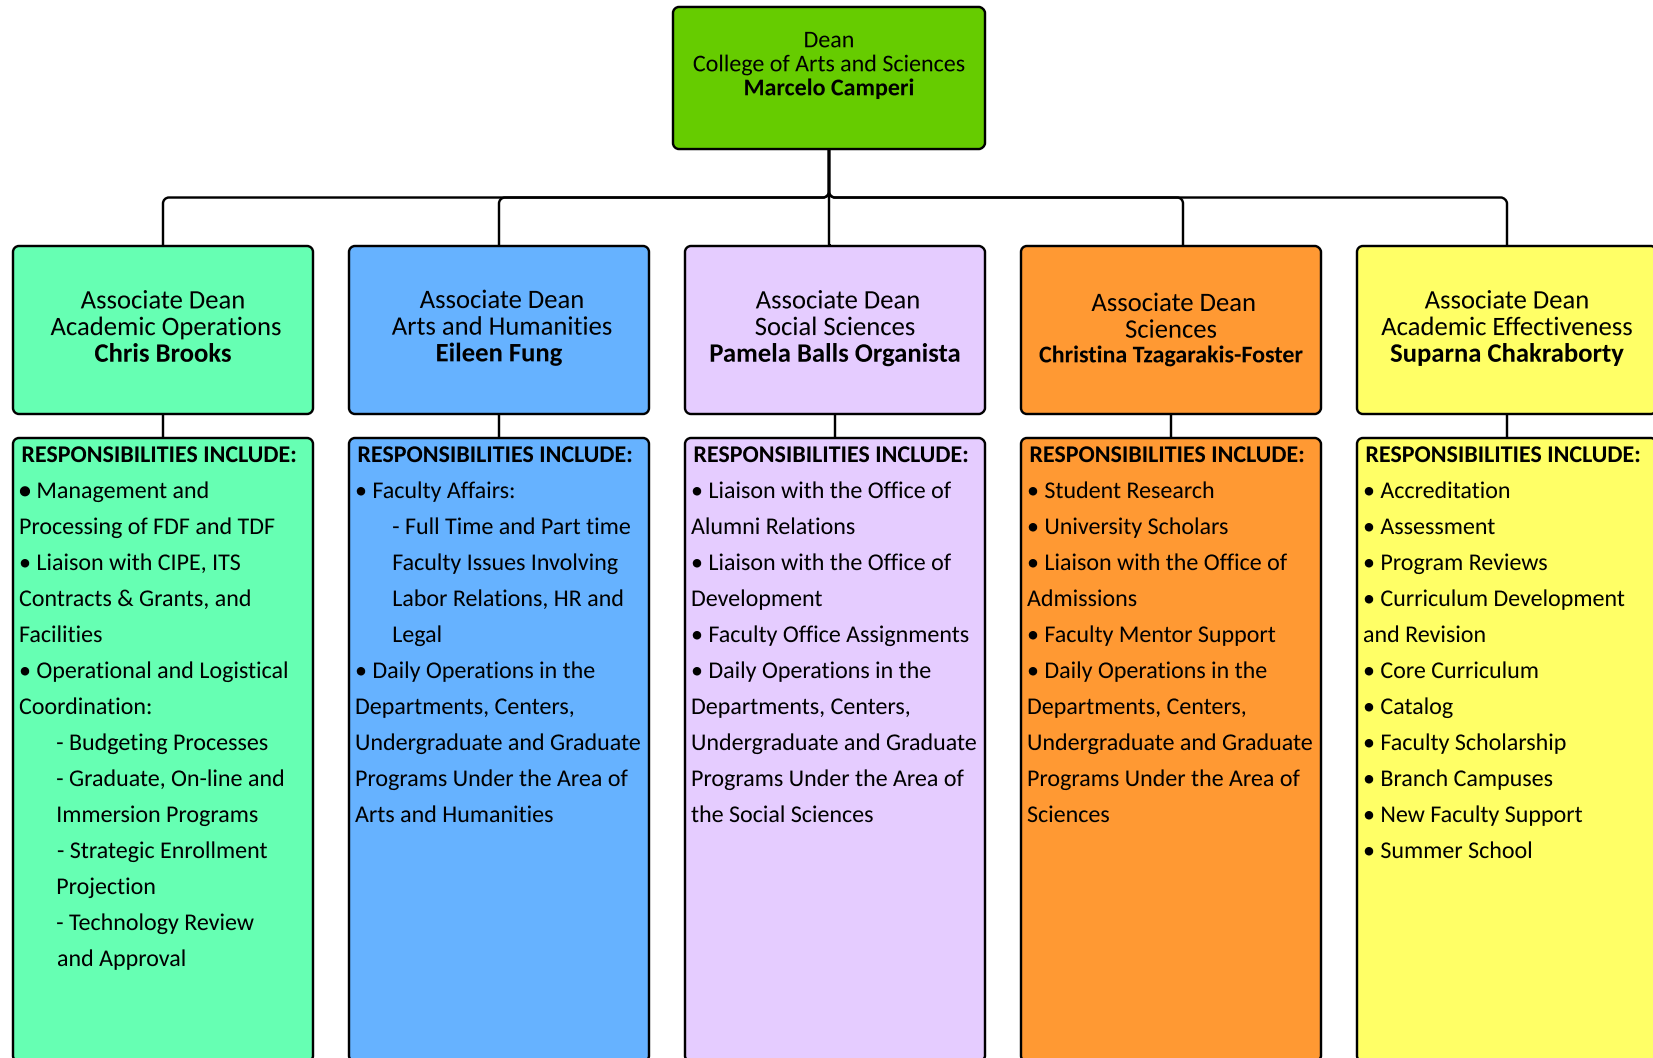 Dean
College of Arts and Sciences
Marcelo Camperi
Associate Dean
Academic Operations
Chris Brooks
Associate Dean
Arts and Humanities
Eileen Fung
Associate Dean
Social Sciences
Pamela Balls Organista
Associate Dean
Sciences
Christina Tzagarakis-Foster
Associate Dean
Academic Effectiveness
Suparna Chakraborty
RESPONSIBILITIES INCLUDE:
• Management and
Processing of FDF and TDF
• Liaison with CIPE, ITS
Contracts & Grants, and
Facilities
• Operational and Logistical
Coordination:
- Budgeting Processes
- Graduate, On-line and
Immersion Programs
- Strategic Enrollment
Projection
- Technology Review
and Approval
RESPONSIBILITIES INCLUDE:
• Faculty Affairs:
- Full Time and Part time
Faculty Issues Involving
Labor Relations, HR and
Legal
• Daily Operations in the
Departments, Centers,
Undergraduate and Graduate
Programs Under the Area of
Arts and Humanities
RESPONSIBILITIES INCLUDE:
• Liaison with the Office of
Alumni Relations
• Liaison with the Office of
Development
• Faculty Office Assignments
• Daily Operations in the
Departments, Centers,
Undergraduate and Graduate
Programs Under the Area of
the Social Sciences
RESPONSIBILITIES INCLUDE:
• Student Research
• University Scholars
• Liaison with the Office of
Admissions
• Faculty Mentor Support
• Daily Operations in the
Departments, Centers,
Undergraduate and Graduate
Programs Under the Area of
Sciences
RESPONSIBILITIES INCLUDE:
• Accreditation
• Assessment
• Program Reviews
• Curriculum Development
and Revision
• Core Curriculum
• Catalog
• Faculty Scholarship
• Branch Campuses
• New Faculty Support
• Summer School